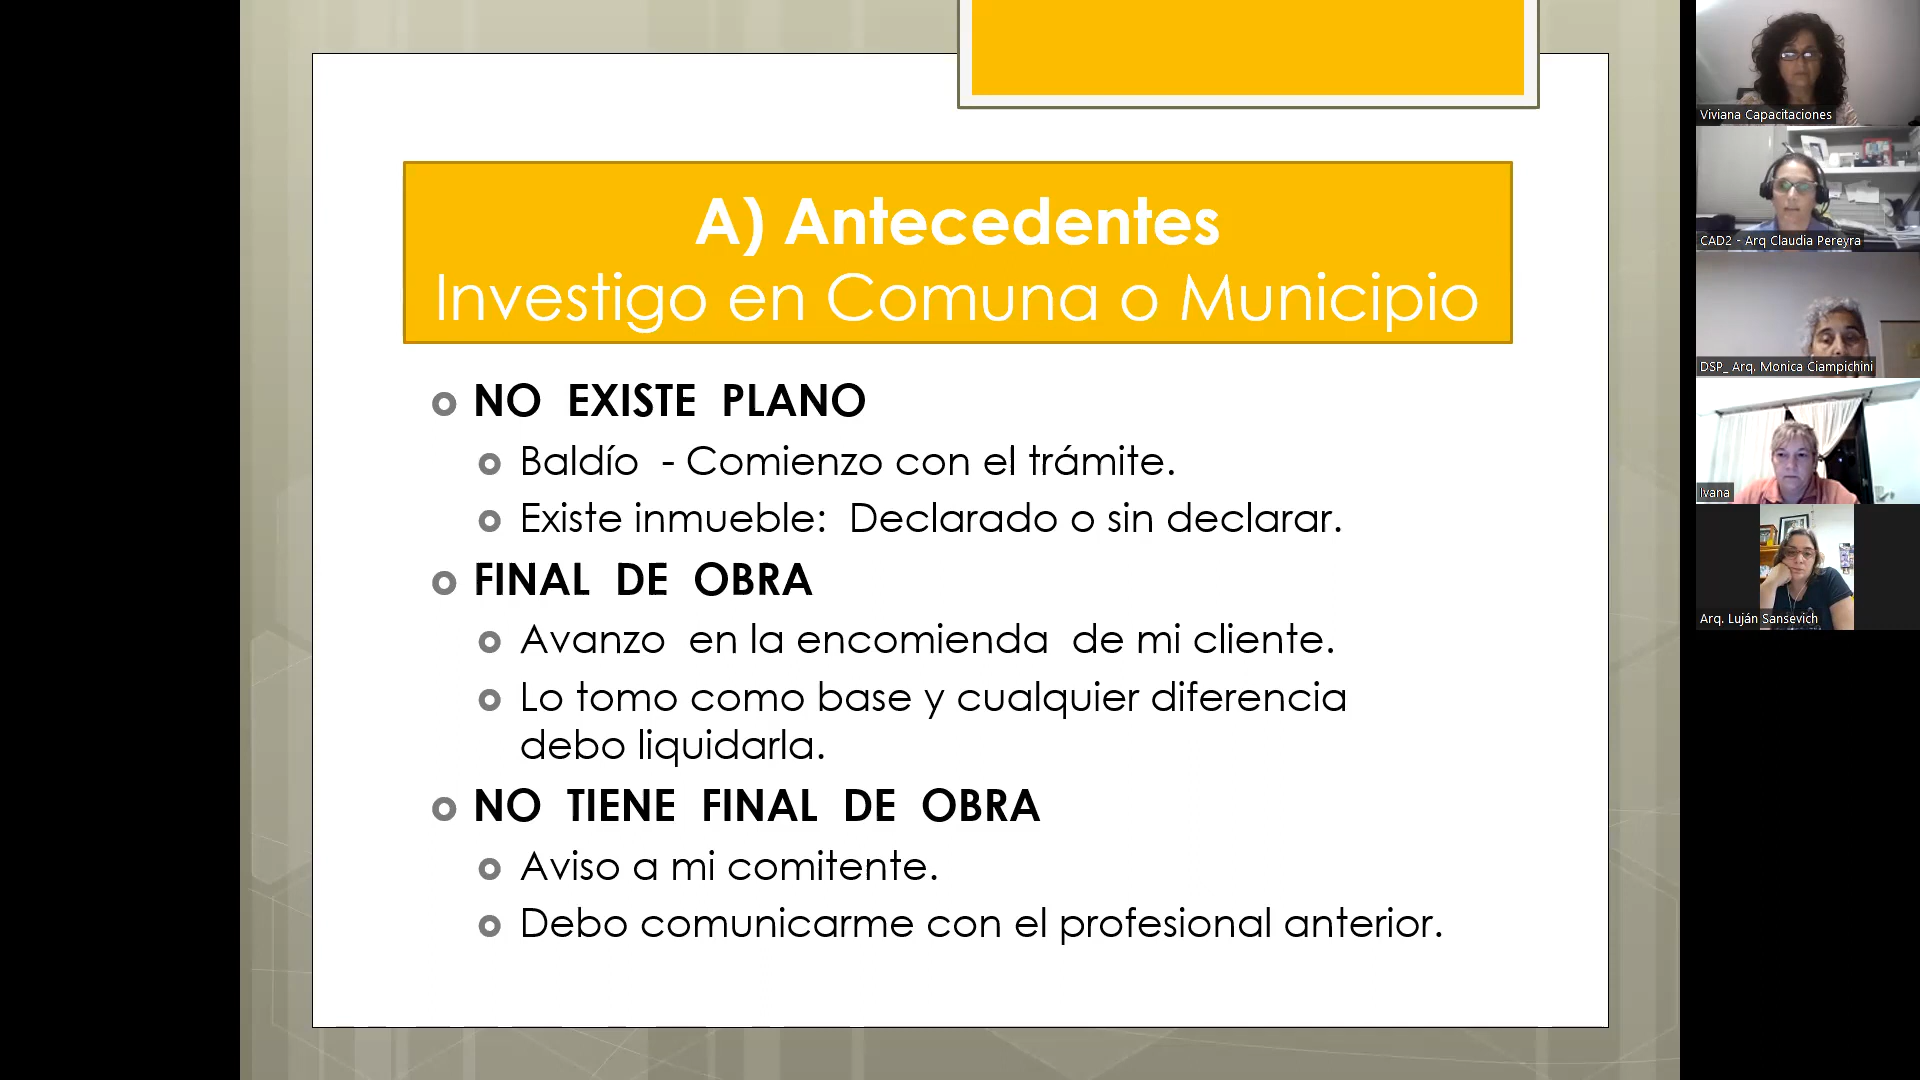 A) Antecedentes
Investigo en Comuna o Municipio
NO EXISTE PLANO
Baldío - Comienzo con el trámite.
Existe inmueble: Declarado o sin declarar.
FINAL DE OBRA
Avanzo en la encomienda de mi cliente.
Lo tomo como base y cualquier diferencia
debo liquidarla.
NO TIENE FINAL DE OBRA
Aviso a mi comitente.
Debo comunicarme con el profesional anterior.
Viviana Capacitaciones
CAD2 - Arq Claudia Pereyra
DSP_ Arq. Monica Ciampichini
Ivana
Arq. Luján Sansevich